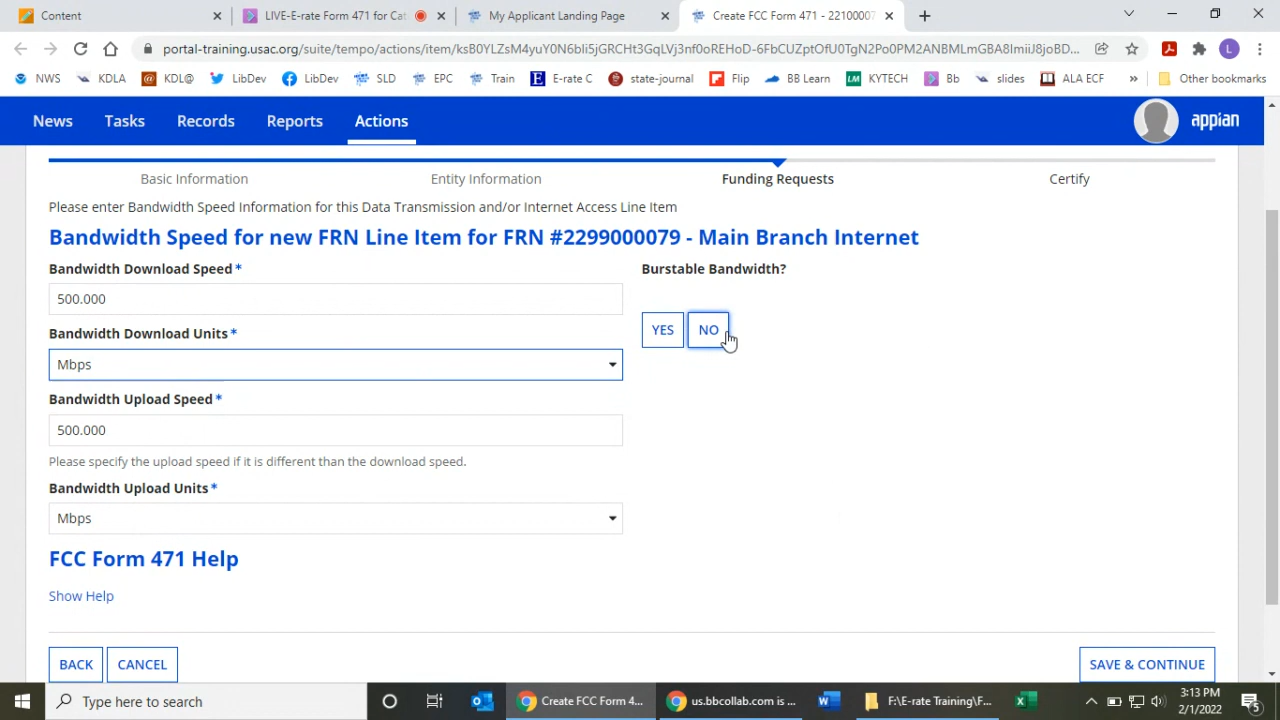 Content
LIVE-E-rate Form 471 for Cat
My Applicant Landing Page
Create FCC Form 471 - 22100007
portal-training.usac.org/suite/tempo/actions/item/ksB0YLZsM4yuY0N6bIi5jGRCHt3GqLVj3nf0oREHoD-6FbCUZptOfU0TgN2Po0PM2ANBMLmGBA8ImiiJ8joBD...
NWS
KDLA
KDL@
LibDev
LibDev
SLD
EPC
Train
E-rate C
state-journal
Flip
BB Learn
KYTECH
Bb
slides
ALA ECF
»
Other bookmarks
News
Tasks
Records
Reports
Actions
appian
Basic Information
Entity Information
Funding Requests
Certify
Please enter Bandwidth Speed Information for this Data Transmission and/or Internet Access Line Item
Bandwidth Speed for new FRN Line Item for FRN #2299000079 - Main Branch Internet
Bandwidth Download Speed *
Burstable Bandwidth?
500.000
YES
NO
Bandwidth Download Units *
Mbps
Bandwidth Upload Speed *
500.000
Please specify the upload speed if it is different than the download speed.
Bandwidth Upload Units *
Mbps
FCC Form 471 Help
Show Help
BACK
CANCEL
SAVE & CONTINUE
Type here to search
Create FCC Form 4...
us.bbcollab.com is ...
F:\E-rate Training\F...
3:13 PM
2/1/2022
5